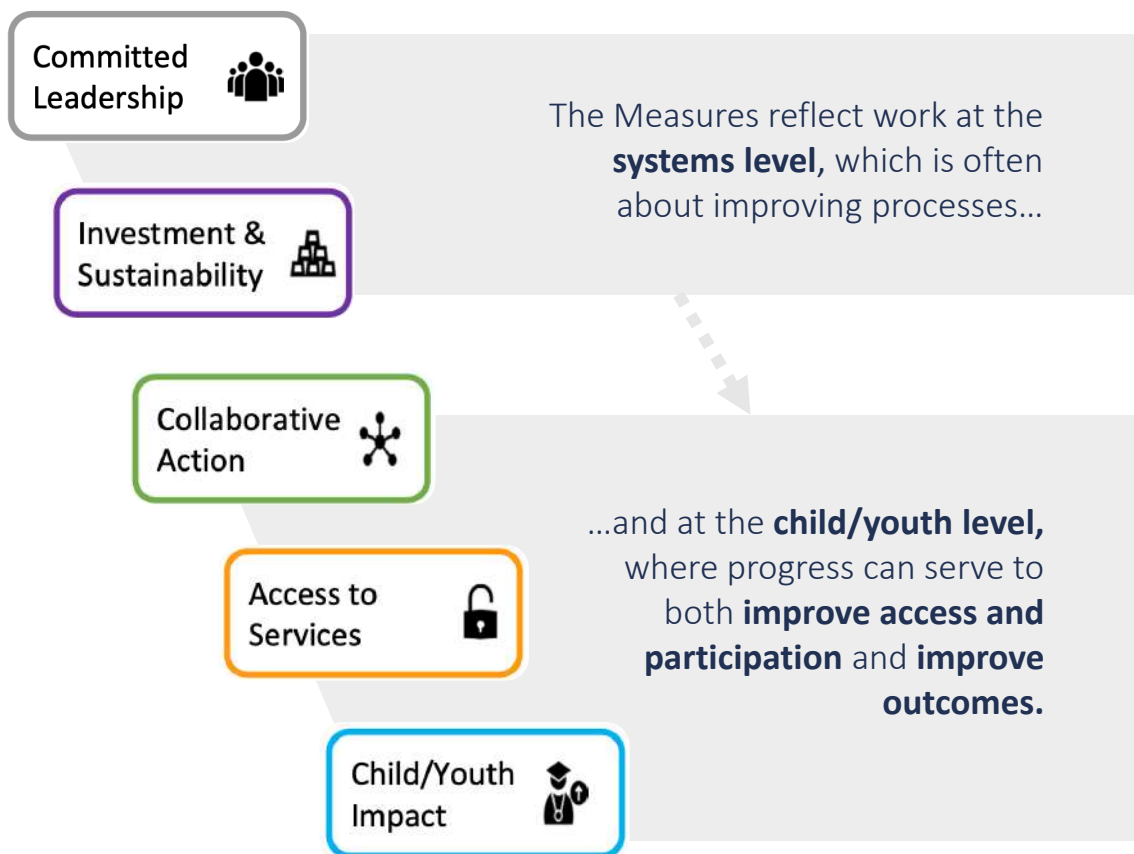 Committed
Leadership
The Measures reflect work at the
systems level, which is often
about improving processes…
Investment &
Sustainability
Collaborative
Action
…and at the child/youth level,
where progress can serve to
both improve access and
participation and improve
outcomes.
Access to
Services
Child/Youth
Impact